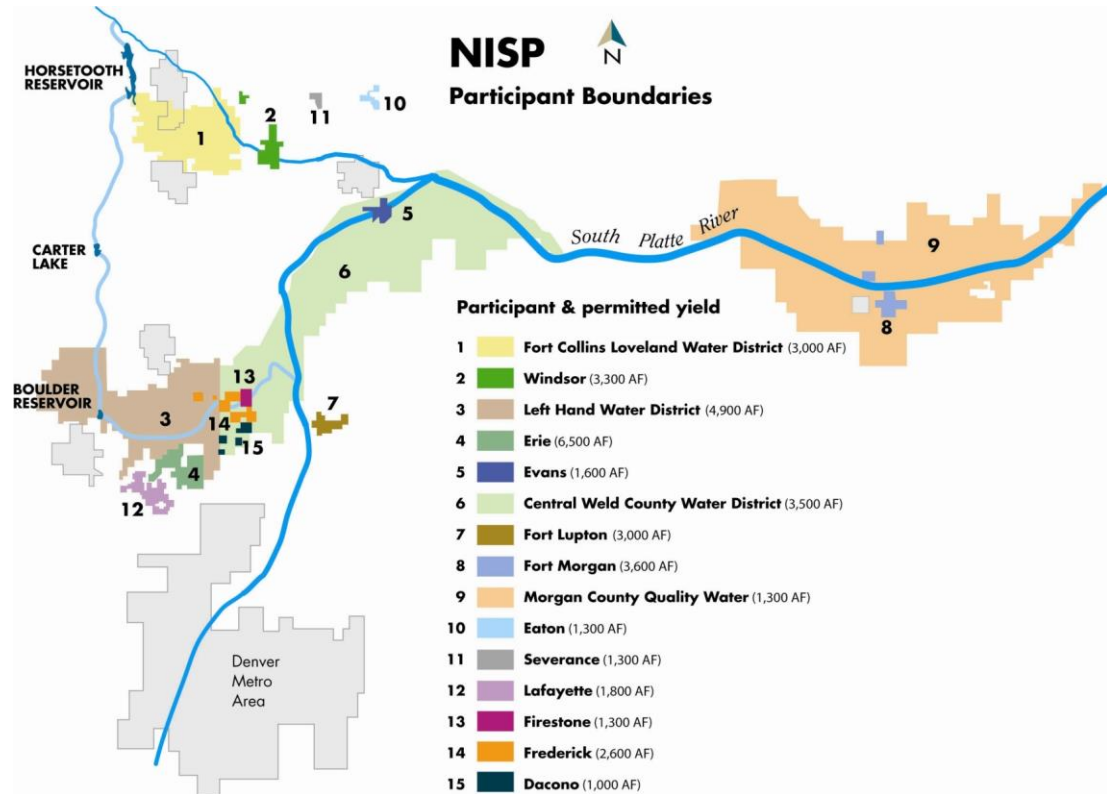 NISP
Participant Boundaries
N
HORSETOOTH
RESERVOIR
1
2
11
10
5
CARTER
LAKE
6
South Platte River
9
8
BOULDER
RESERVOIR
3
13
14
15
7
4
12
Denver
Metro
Area
Participant & permitted yield
1 Fort Collins Loveland Water District (3,000 AF)
2 Windsor (3,300 AF)
3 Left Hand Water District (4,900 AF)
4 Erie (6,500 AF)
5 Evans (1,600 AF)
6 Central Weld County Water District (3,500 AF)
7 Fort Lupton (3,000 AF)
8 Fort Morgan (3,600 AF)
9 Morgan County Quality Water (1,300 AF)
10 Eaton (1,300 AF)
11 Severance (1,300 AF)
12 Lafayette (1,800 AF)
13 Firestone (1,300 AF)
14 Frederick (2,600 AF)
15 Dacono (1,000 AF)